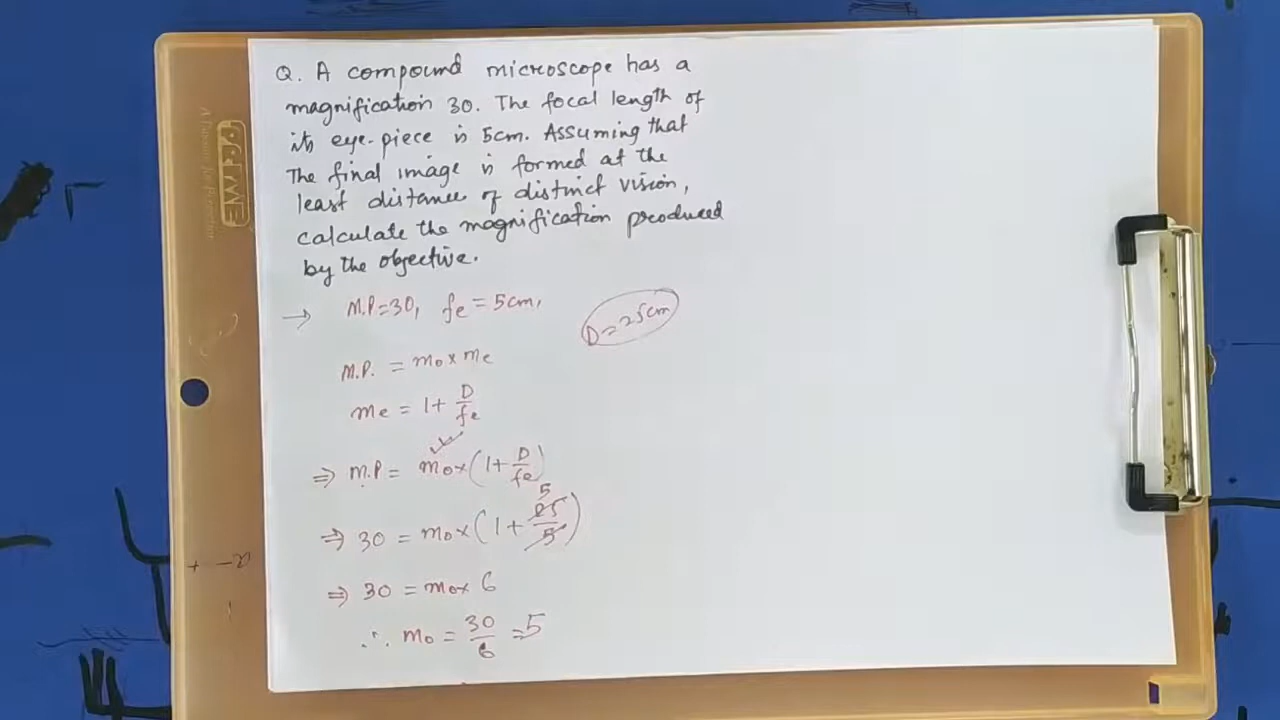 Q. A compound microscope has a
magnification 30. The focal length of
its eye-piece is 5cm. Assuming that
The final image is formed at the
least distance of distinct vision,
calculate the magnification produced
by the objective.
→ M.P.=30, fe = 5cm,
D = 25cm
M.P. = mo × me
me = 1 + D/fe
⇒ M.P = mo × (1 + D/fe)
⇒ 30 = mo × (1 + 25/5) 5
⇒ 30 = mo × 6
∴ mo = 30/6 = 5